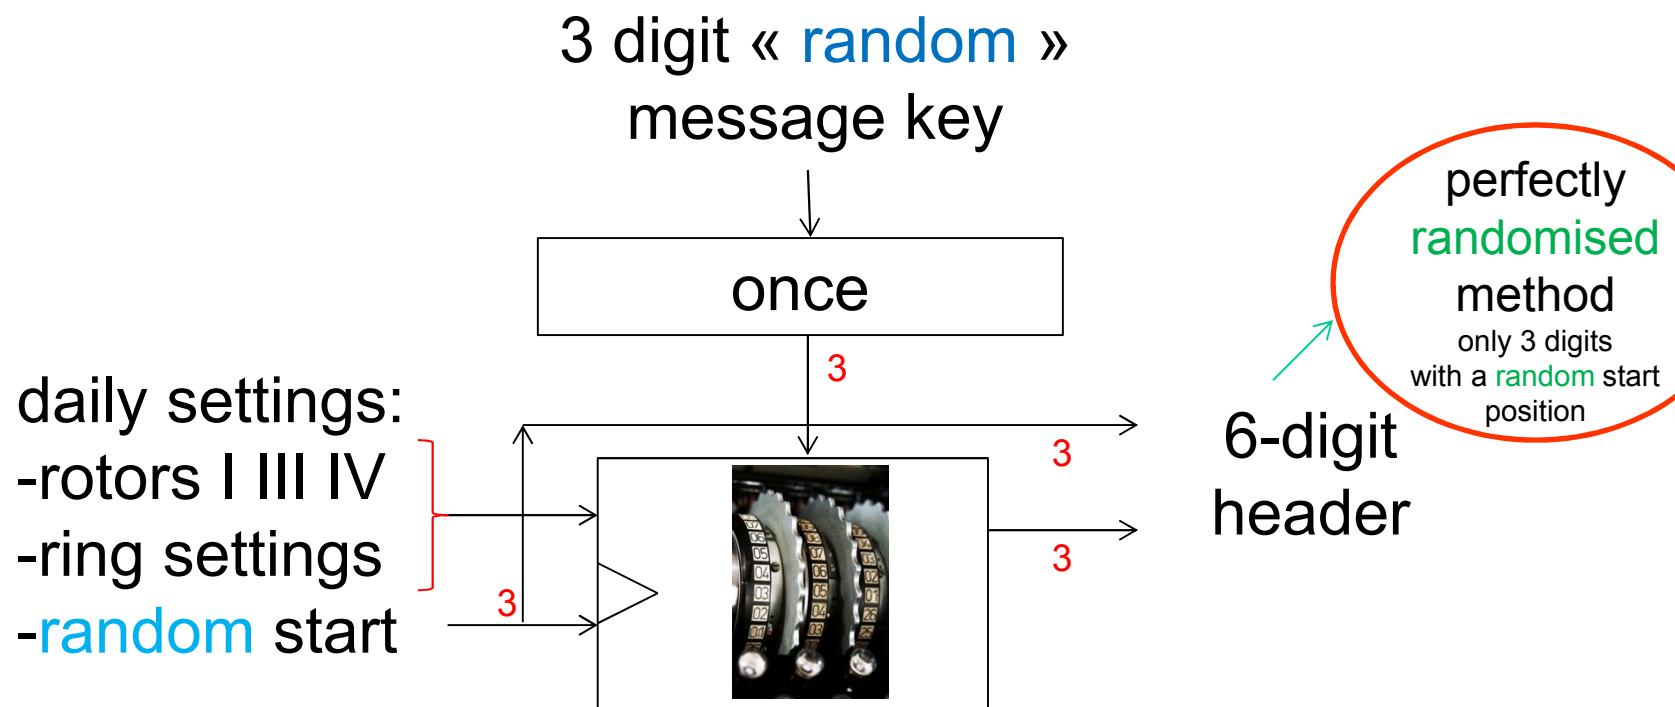 3 digit « random »
message key
once
3
daily settings:
-rotors I III IV
-ring settings
-random start
3
3
3
6-digit
header
perfectly
randomised
method
only 3 digits
with a random start
position